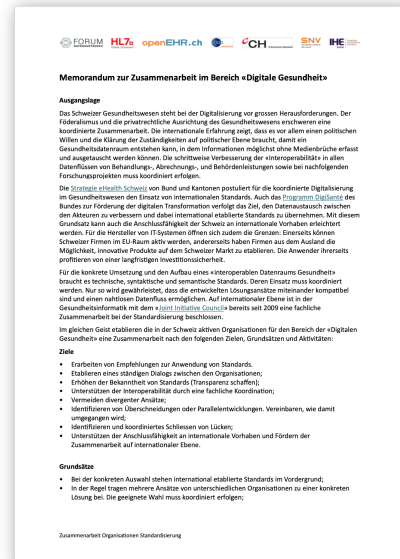 FORUM
HL7
openEHR.ch
CH
SNV
IHE
Memorandum zur Zusammenarbeit im Bereich «Digitale Gesundheit»
Ausgangslage
Das Schweizer Gesundheitswesen steht bei der Digitalisierung vor grossen Herausforderungen. Der
Föderalismus und die privatrechtliche Ausrichtung des Gesundheitswesens erschweren eine
koordinierte Zusammenarbeit. Die internationale Erfahrung zeigt, dass es vor allem einen politischen
Willen und die Klärung der Zuständigkeiten auf politischer Ebene braucht, damit ein
Gesundheitsdatenraum entstehen kann, in dem Informationen möglichst ohne Medienbrüche erfasst
und ausgetauscht werden können. Die schrittweise Verbesserung der «Interoperabilität» in allen
Datenflüssen von Behandlungs-, Abrechnungs-, und Behördenleistungen sowie bei nachfolgenden
Forschungsprojekten muss koordiniert erfolgen.
Die Strategie eHealth Schweiz von Bund und Kantonen postuliert für die koordinierte Digitalisierung
im Gesundheitswesen den Einsatz von internationalen Standards. Auch das Programm DigiSanté des
Bundes zur Förderung der digitalen Transformation verfolgt das Ziel, den Datenaustausch zwischen
den Akteuren zu verbessern und dabei international etablierte Standards zu übernehmen. Mit diesem
Grundsatz kann auch die Anschlussfähigkeit der Schweiz an internationale Vorhaben erleichtert
werden. Für die Hersteller von IT-Systemen öffnen sich zudem die Grenzen: Einerseits können
Schweizer Firmen im EU-Raum aktiv werden, andererseits haben Firmen aus dem Ausland die
Möglichkeit, innovative Produkte auf dem Schweizer Markt zu etablieren. Die Anwender ihrerseits
profitieren von einer langfristigen Investitionssicherheit.
Für die konkrete Umsetzung und den Aufbau eines «interoperablen Datenraums Gesundheit»
braucht es technische, syntaktische und semantische Standards. Deren Einsatz muss koordiniert
werden. Nur so wird gewährleistet, dass die entwickelten Lösungsansätze miteinander kompatibel
sind und einen nahtlosen Datenfluss ermöglichen. Auf internationaler Ebene ist in der
Gesundheitsinformatik mit dem «Joint Initiative Council» bereits seit 2009 eine fachliche
Zusammenarbeit bei der Standardisierung beschlossen.
Im gleichen Geist etablieren die in der Schweiz aktiven Organisationen für den Bereich der «Digitalen
Gesundheit» eine Zusammenarbeit nach den folgenden Zielen, Grundsätzen und Aktivitäten:
Ziele
• Erarbeiten von Empfehlungen zur Anwendung von Standards.
• Etablieren eines ständigen Dialogs zwischen den Organisationen;
• Erhöhen der Bekanntheit von Standards (Transparenz schaffen);
• Unterstützen der Interoperabilität durch eine fachliche Koordination;
• Vermeiden divergenter Ansätze;
• Identifizieren von Überschneidungen oder Parallelentwicklungen. Vereinbaren, wie damit
umgegangen wird;
• Identifizieren und koordiniertes Schliessen von Lücken;
• Unterstützen der Anschlussfähigkeit an internationale Vorhaben und Fördern der
Zusammenarbeit auf internationaler Ebene.
Grundsätze
• Bei der konkreten Auswahl stehen international etablierte Standards im Vordergrund;
• In der Regel tragen mehrere Ansätze von unterschiedlichen Organisationen zu einer konkreten
Lösung bei. Die geeignete Wahl muss koordiniert erfolgen;
Zusammenarbeit Organisationen Standardisierung